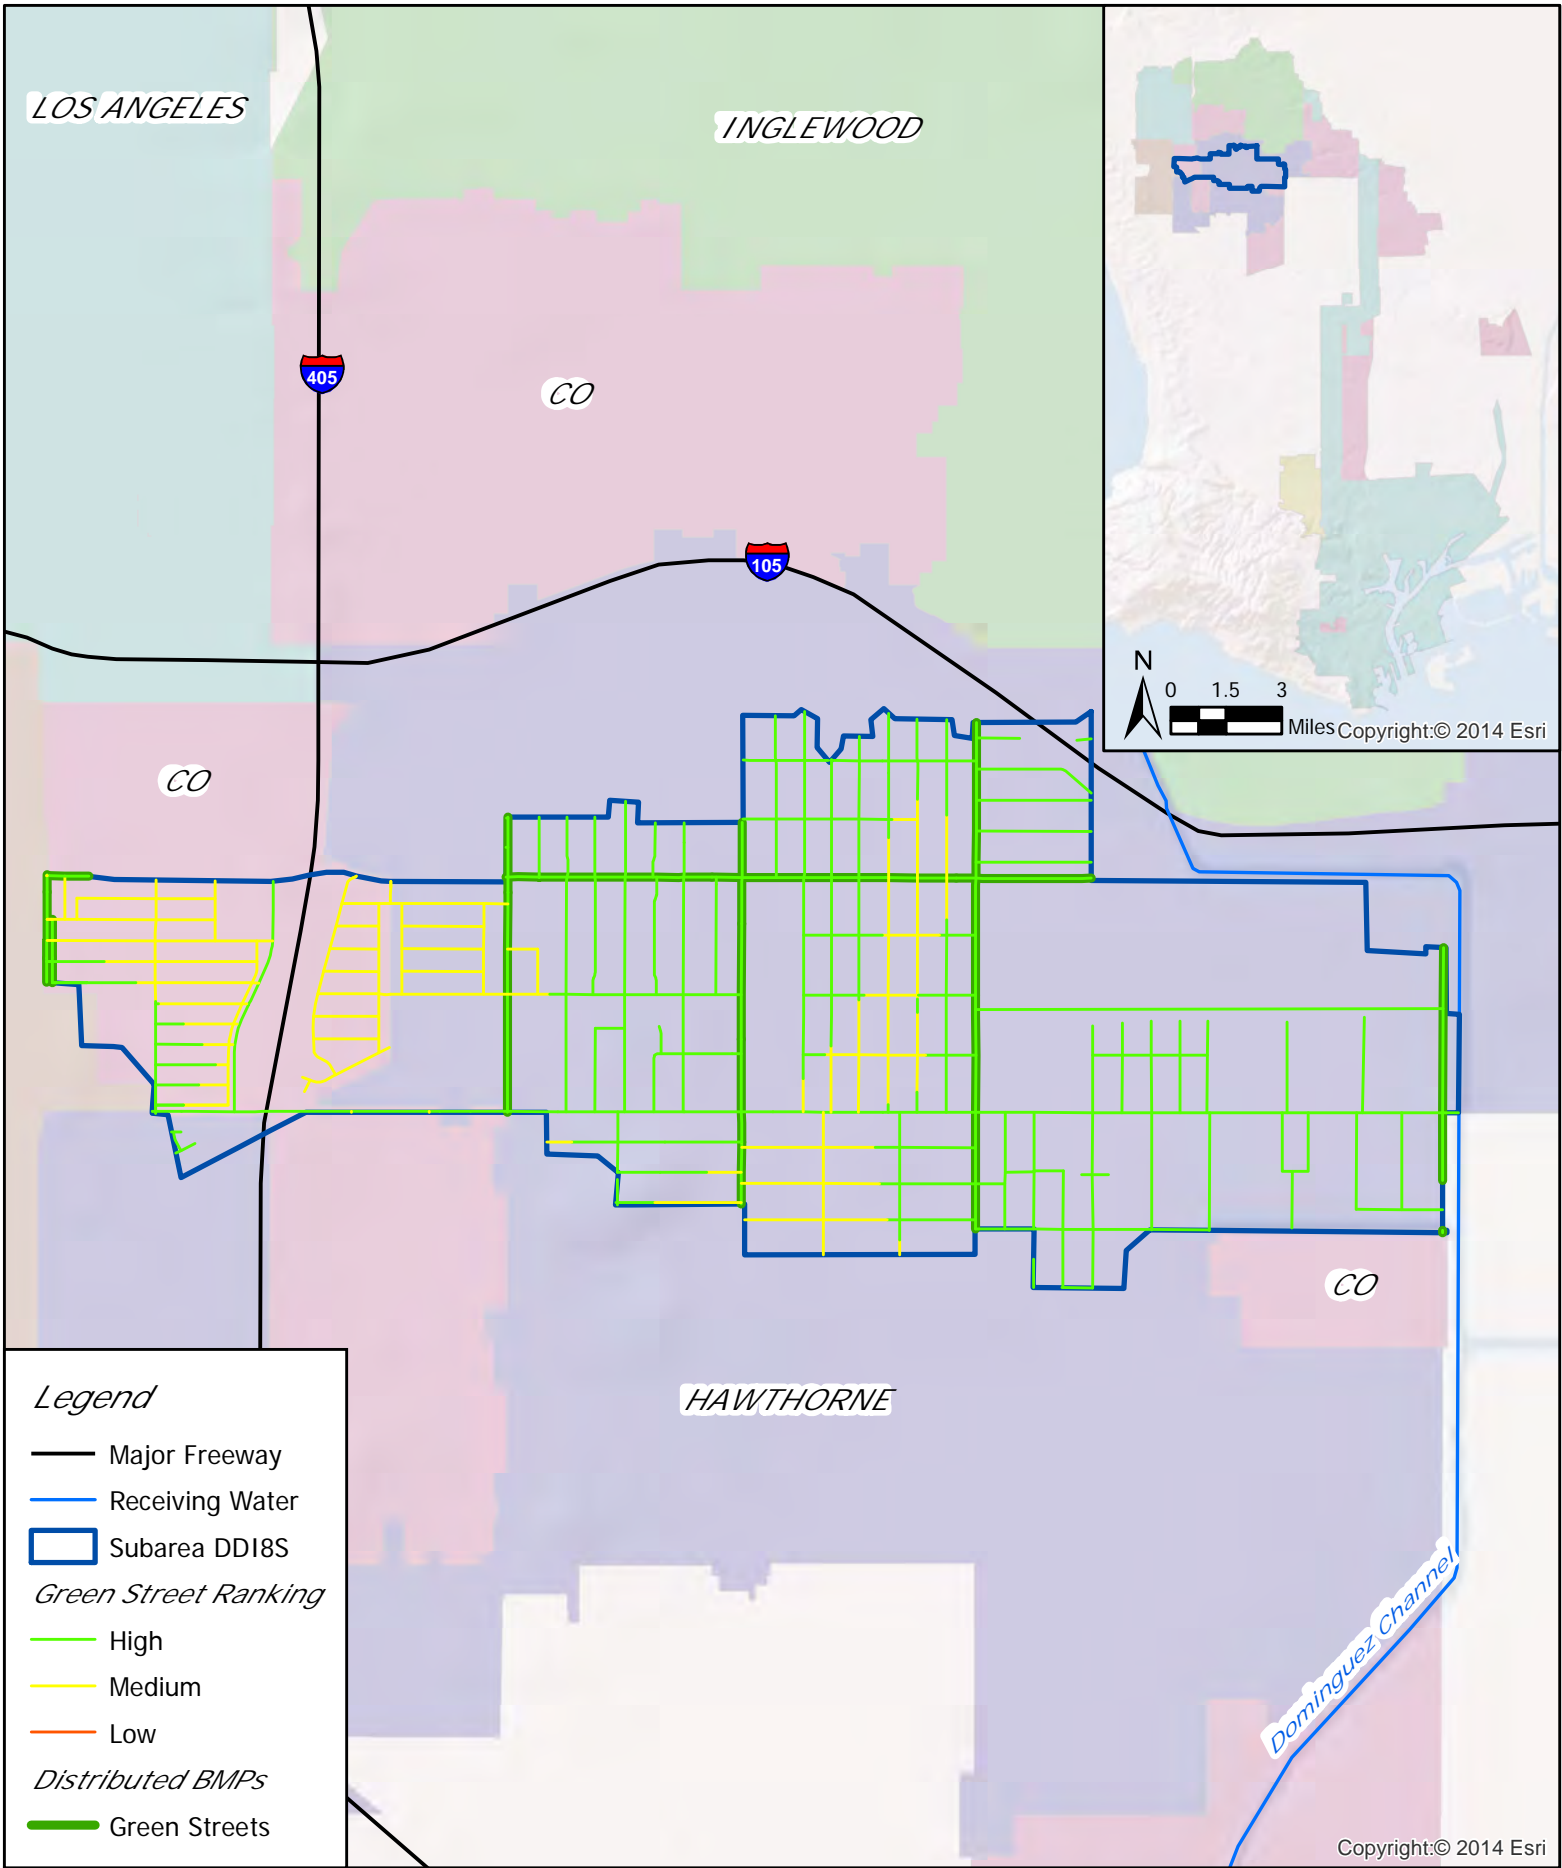 LOS ANGELES
INGLEWOOD
405
CO
105
N
0 1.5 3
Miles
Copyright:© 2014 Esri
CO
CO
HAWTHORNE
Dominguez Channel
Legend
Major Freeway
Receiving Water
Subarea DDI8S
Green Street Ranking
High
Medium
Low
Distributed BMPs
Green Streets
Copyright:© 2014 Esri